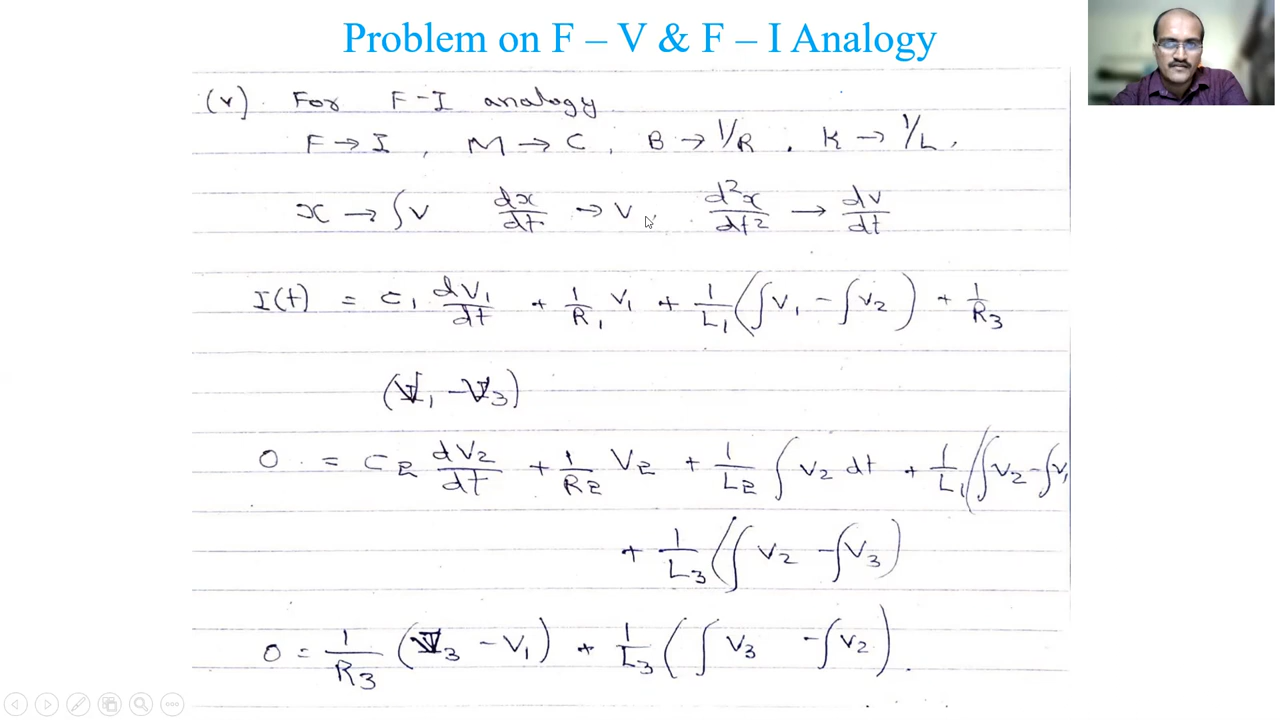 Problem on F – V & F – I Analogy
(v). For F-I analogy
F → I , M → C , B → 1/R , K → 1/L ,
x → ∫V dx/dt → V, d²x/dt² → dv/dt
I(t) = C₁ dV₁/dt + 1/R₁ V₁ + 1/L₁ (∫V₁ - ∫V₂) + 1/R₃
(V₁ - V₃)
0 = C₂ dV₂/dt + 1/R₂ V₂ + 1/L₂ ∫ V₂ dt + 1/L₁ (∫V₂ - ∫V₁
+ 1/L₃ (∫ V₂ - ∫V₃)
0 = 1/R₃ (V₃ - V₁) + 1/L₃ (∫ V₃ - ∫V₂) .